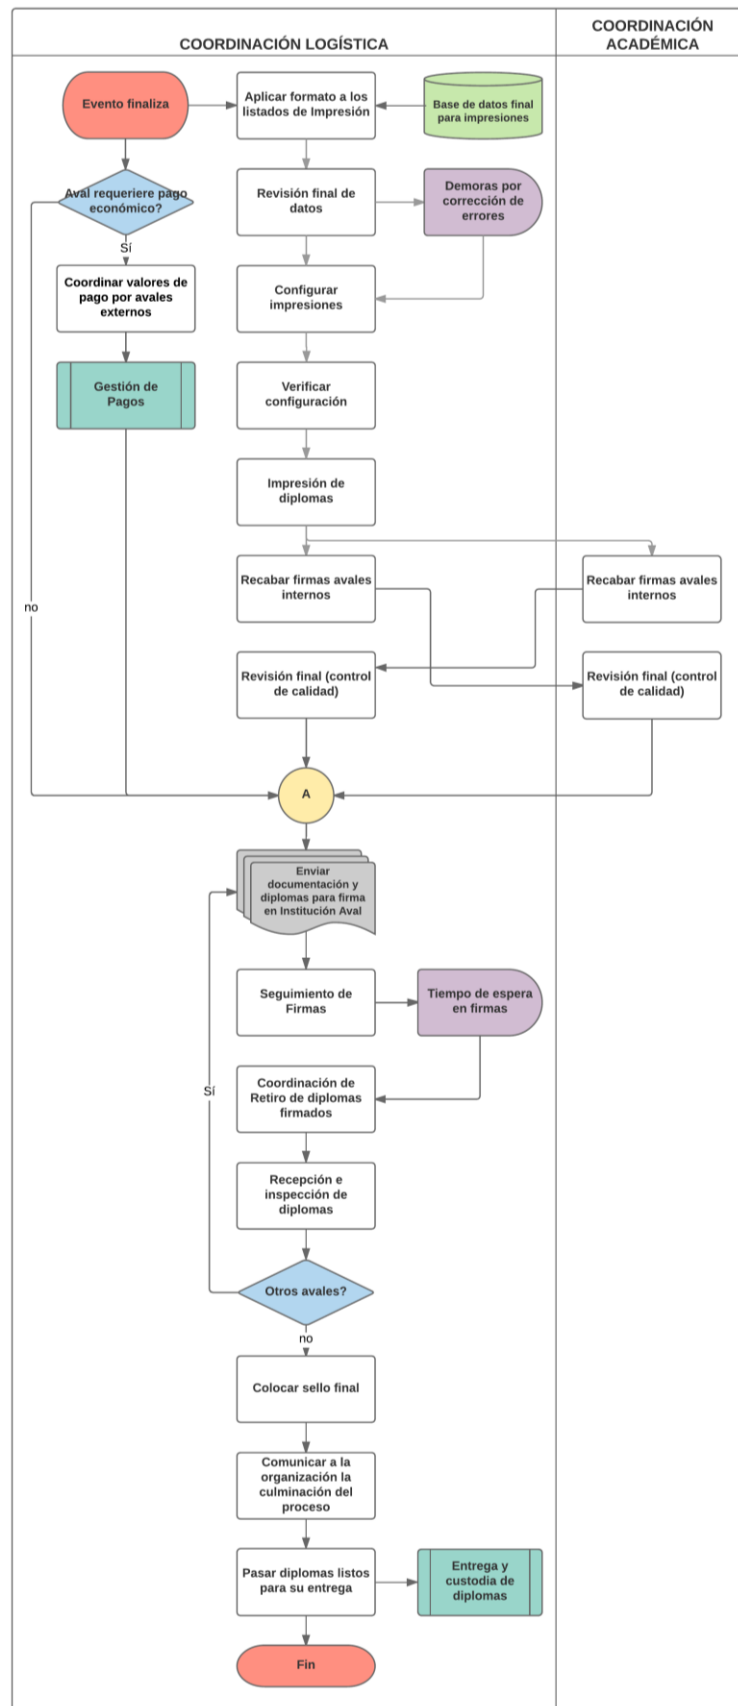 COORDINACIÓN LOGÍSTICA
COORDINACIÓN
ACADÉMICA
Evento finaliza
Aplicar formato a los
listados de Impresión
Base de datos final
para impresiones
Aval requeriere pago
económico?
Revisión final de
datos
Demoras por
corrección de
errores
Sí
Coordinar valores de
pago por avales
externos
Configurar
impresiones
Gestión de
Pagos
Verificar
configuración
Impresión de
diplomas
no
Recabar firmas avales
internos
Recabar firmas avales
internos
Revisión final (control
de calidad)
Revisión final (control
de calidad)
A
Enviar
documentación y
diplomas para firma
en Institución Aval
Seguimiento de
Firmas
Tiempo de espera
en firmas
Sí
Coordinación de
Retiro de diplomas
firmados
Recepción e
inspección de
diplomas
Otros avales?
no
Colocar sello final
Comunicar a la
organización la
culminación del
proceso
Pasar diplomas listos
para su entrega
Entrega y
custodia de
diplomas
Fin